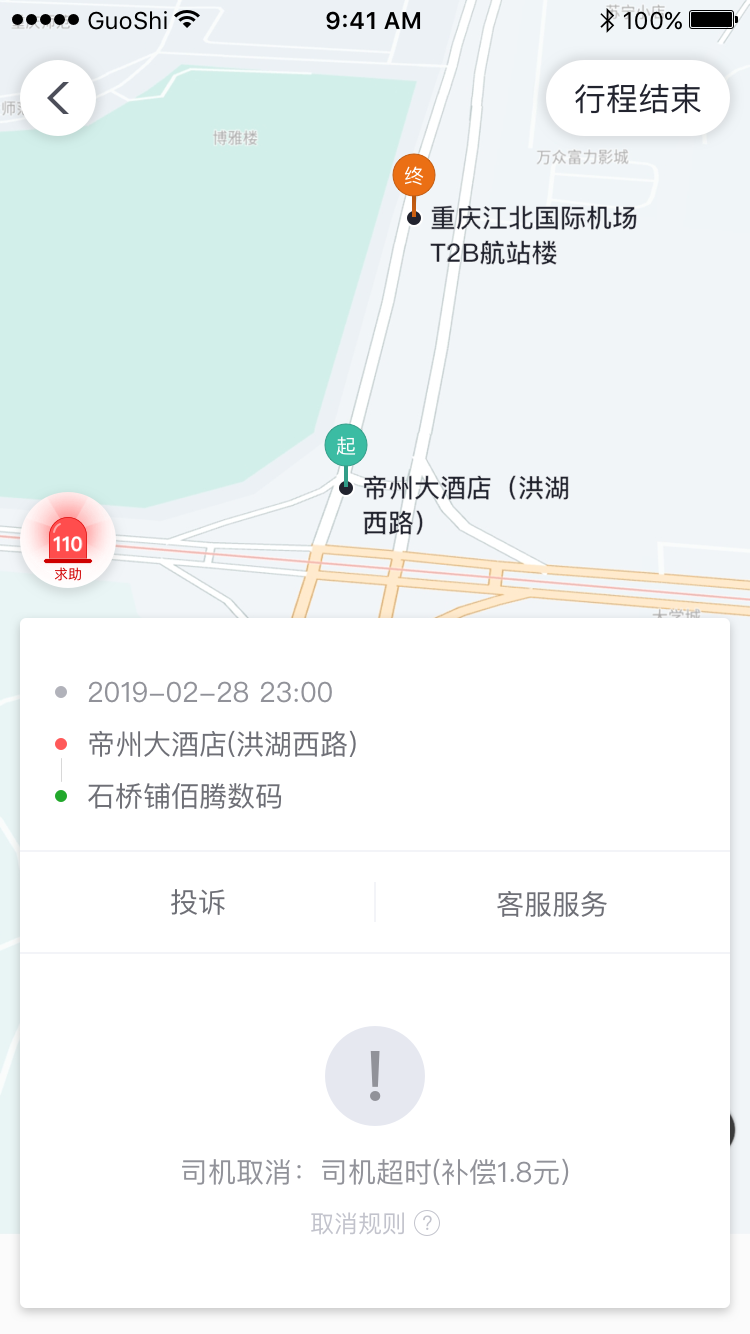 GuoShi
9:41 AM
100%
行程结束
博雅楼
万众富力影城
终
重庆江北国际机场
T2B航站楼
起
帝州大酒店（洪湖
西路）
110
求助
2019-02-28 23:00
帝州大酒店(洪湖西路)
石桥铺佰腾数码
投诉
客服服务
!
司机取消：司机超时(补偿1.8元)
取消规则 ?